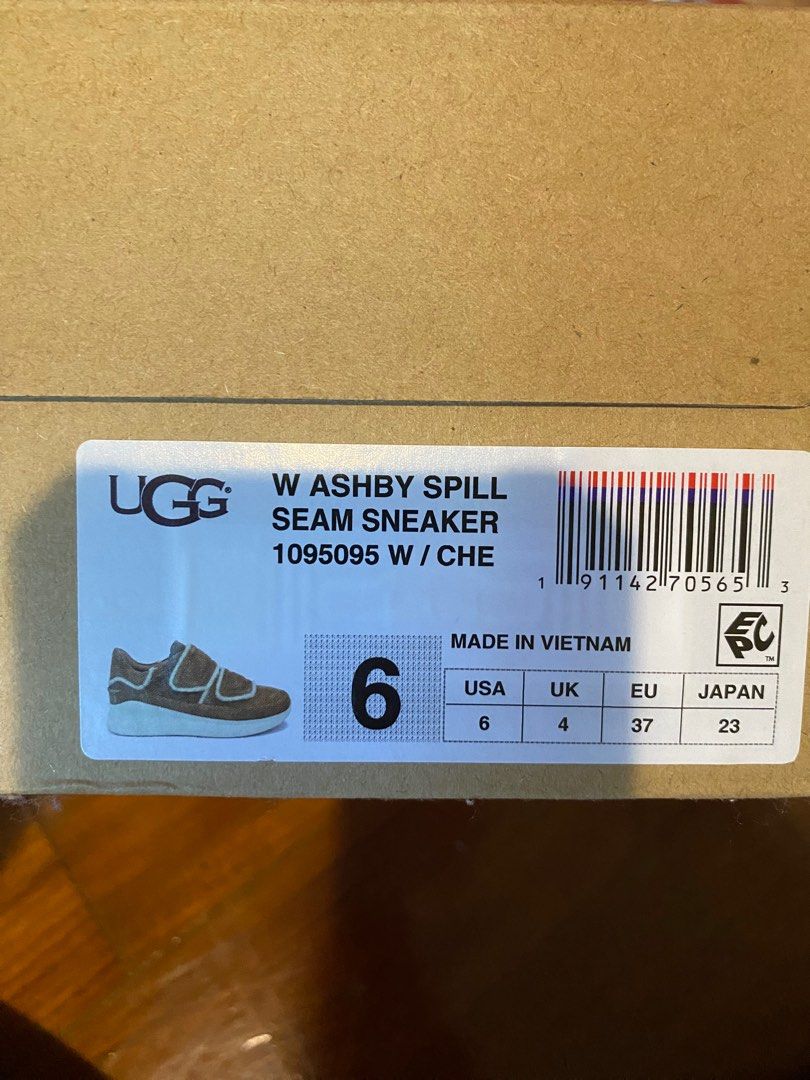 UGG®
W ASHBY SPILL
SEAM SNEAKER
1095095 W / CHE
1 91142 70565 3
EPC™
MADE IN VIETNAM
6
USA UK EU JAPAN
6 4 37 23